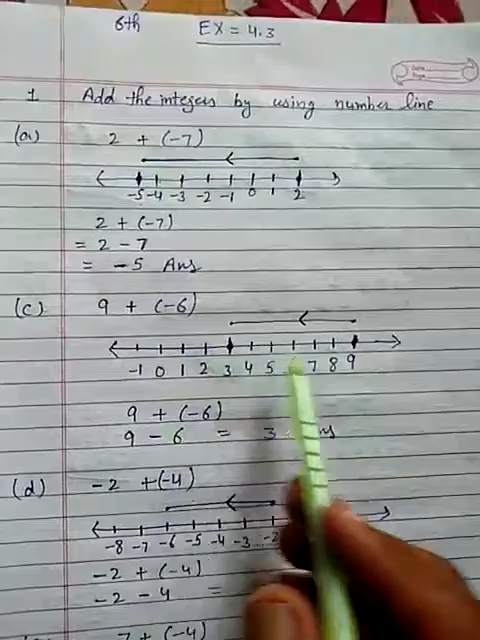 6th EX = 4.3
1 Add the integers by using number line
(a) 2 + (-7)
-5 -4 -3 -2 -1 0 1 2
2 + (-7)
= 2 - 7
= -5 Ans
(c) 9 + (-6)
-1 0 1 2 3 4 5 7 8 9
9 + (-6)
9 - 6 = 3
(d) -2 + (-4)
-8 -7 -6 -5 -4 -3 -2
-2 + (-4)
-2 - 4 =
7 + (-4)